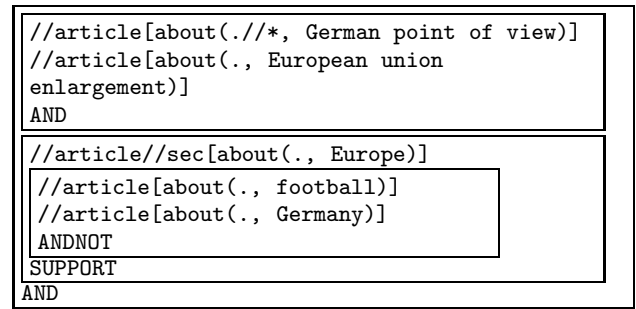 //article[about(.//*, German point of view)]
//article[about(., European union
enlargement)]
AND
//article//sec[about(., Europe)]
//article[about(., football)]
//article[about(., Germany)]
ANDNOT
SUPPORT
AND